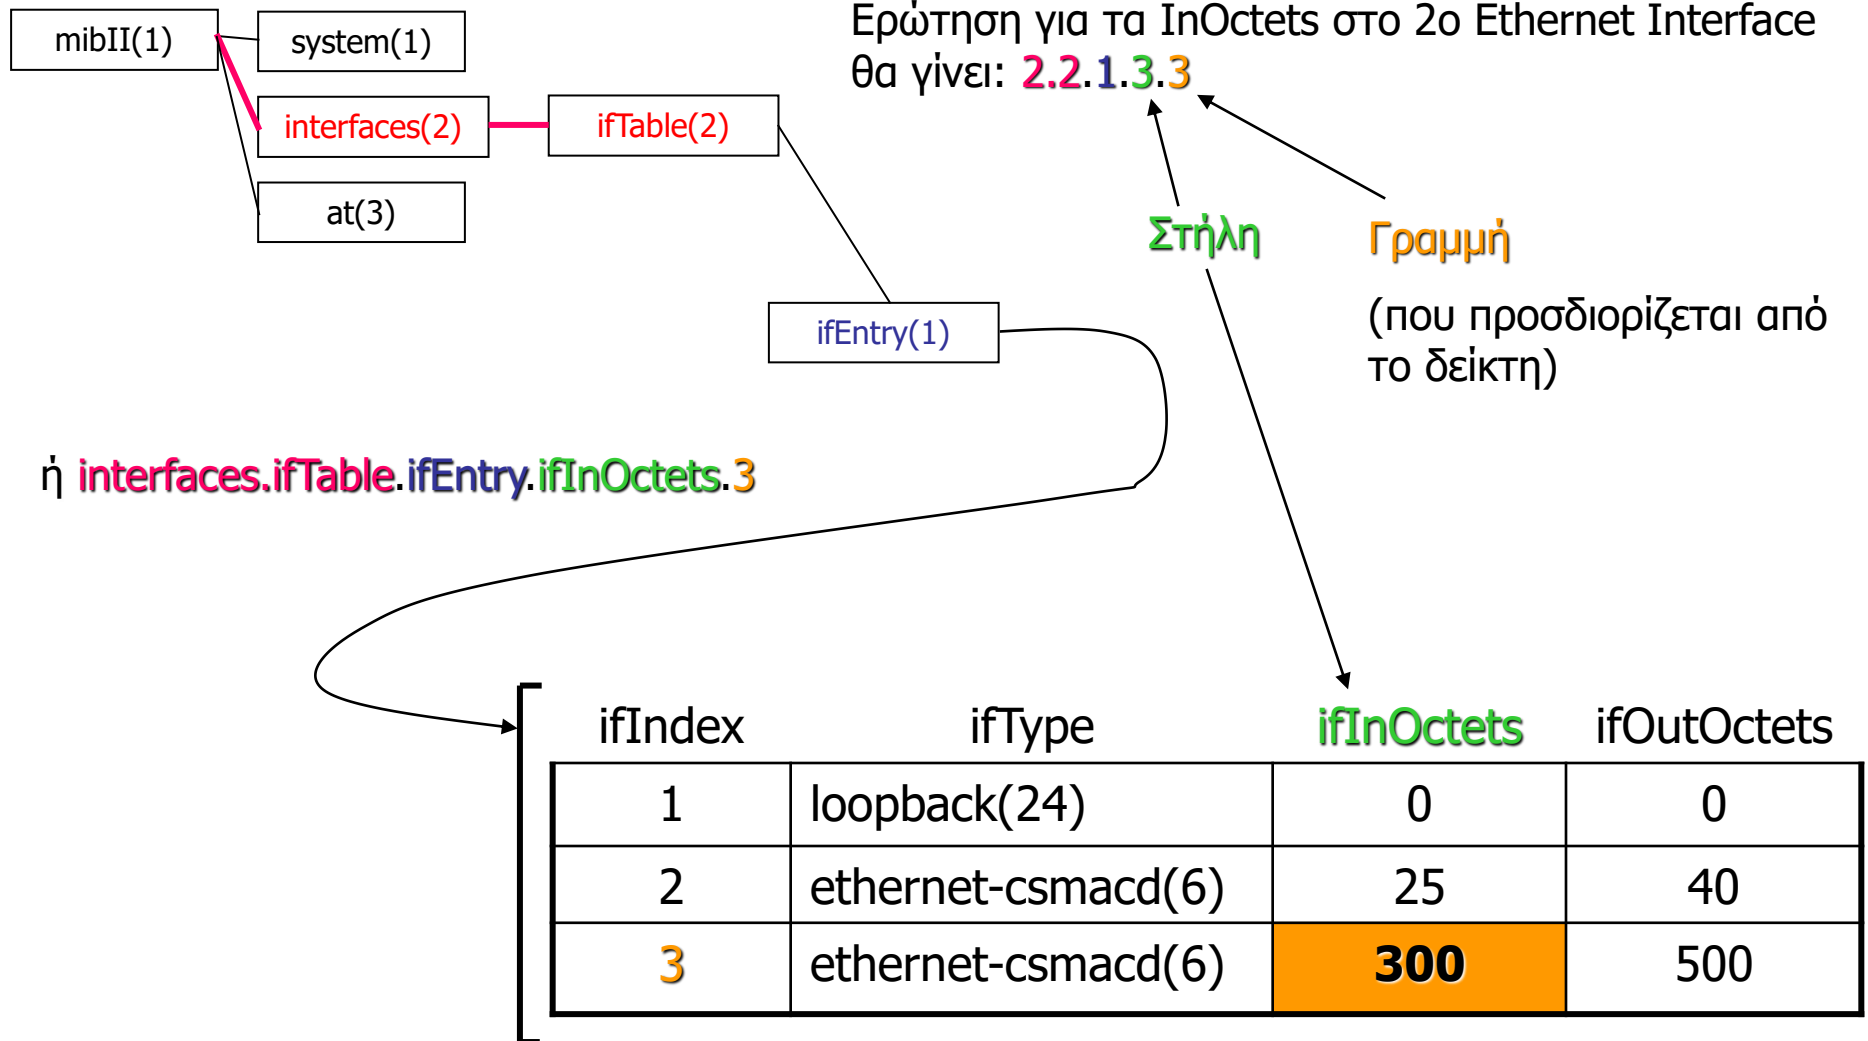 Ερώτηση για τα InOctets στο 2ο Ethernet Interface
θα γίνει: 2.2.1.3.3
mibII(1)
system(1)
interfaces(2)
ifTable(2)
at(3)
Στήλη
Γραμμή
(που προσδιορίζεται από
το δείκτη)
ifEntry(1)
ή interfaces.ifTable.ifEntry.ifInOctets.3
ifIndex ifType ifInOctets ifOutOctets
1 loopback(24) 0 0
2 ethernet-csmacd(6) 25 40
3 ethernet-csmacd(6) 300 500